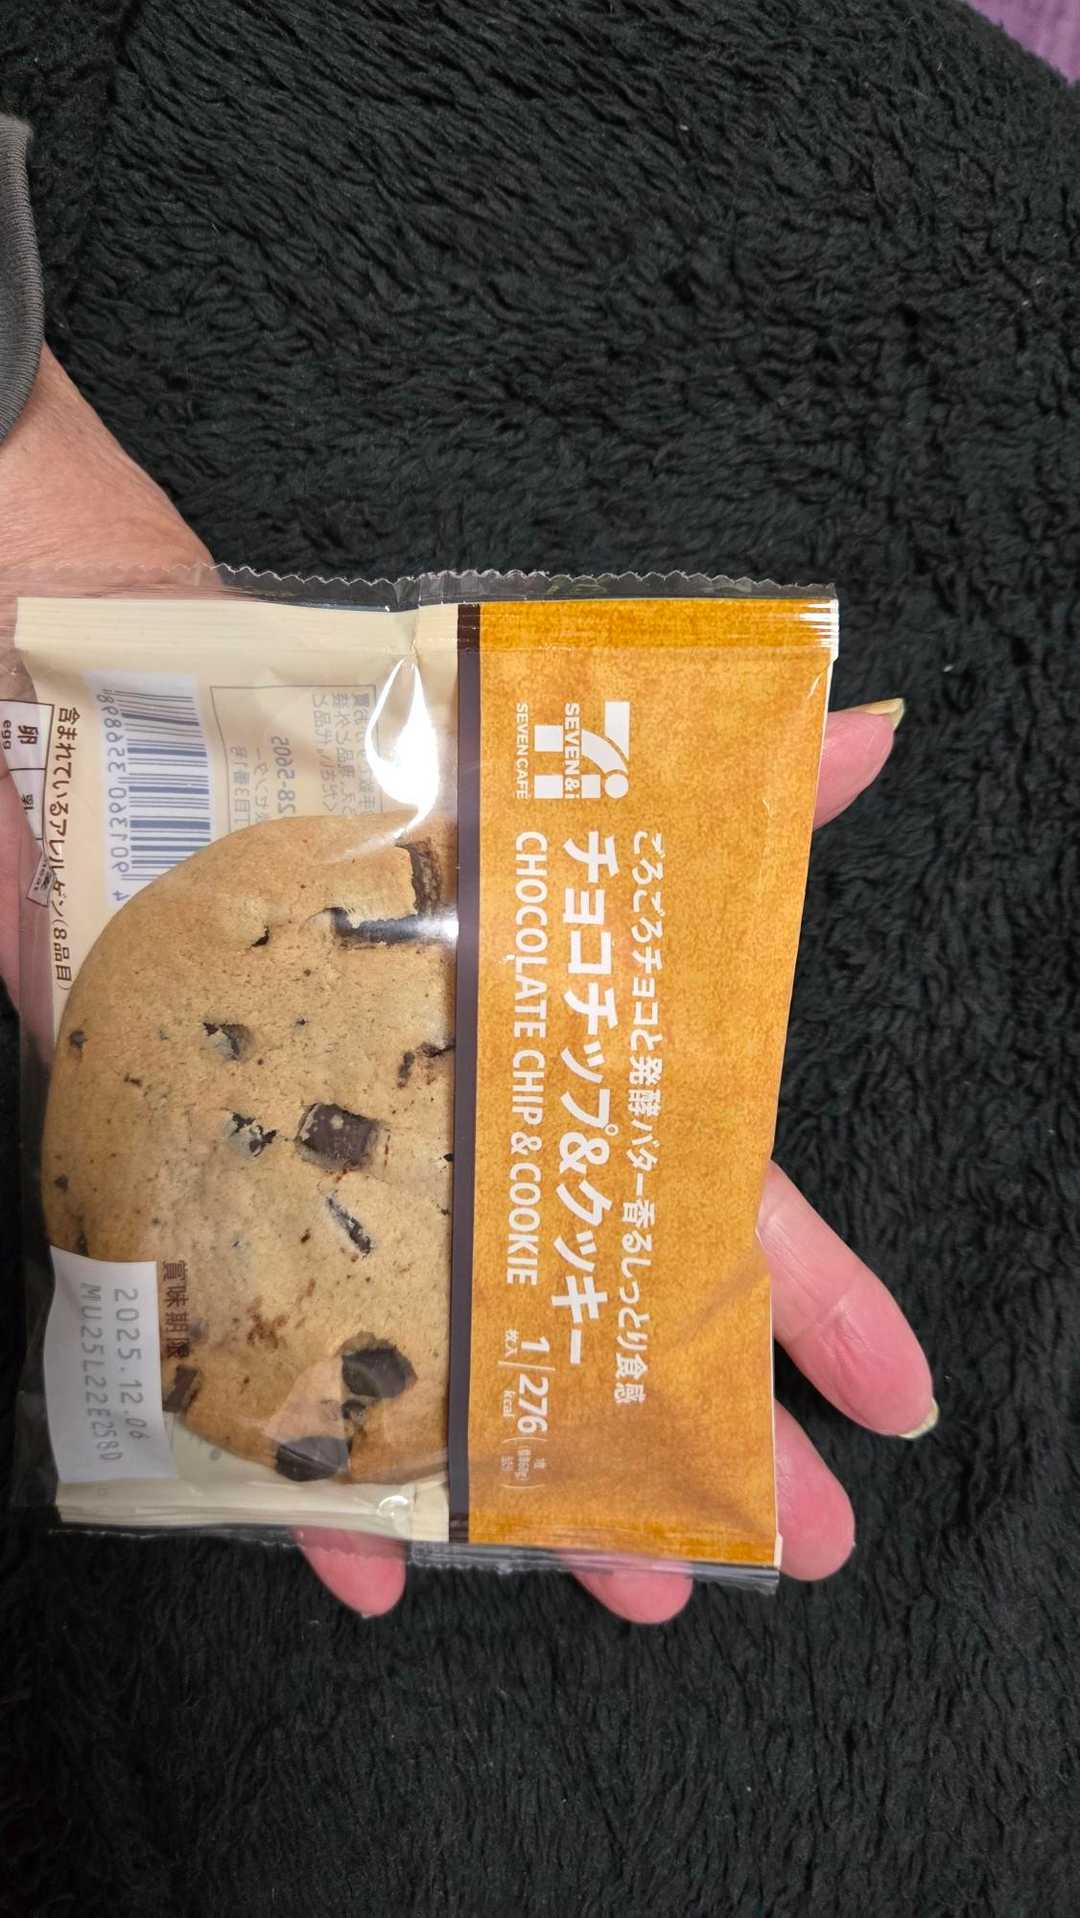 ごろごろチョコと発酵バター香るしっとり食感
SEVEN&i
SEVEN CAFÉ
チョコチップ&クッキー
CHOCOLATE CHIP & COOKIE
1枚入
276kcal
賞味期限
2025.12.06
MU25L22E258D
含まれているアレルゲン(8品目)
卵
egg
乳